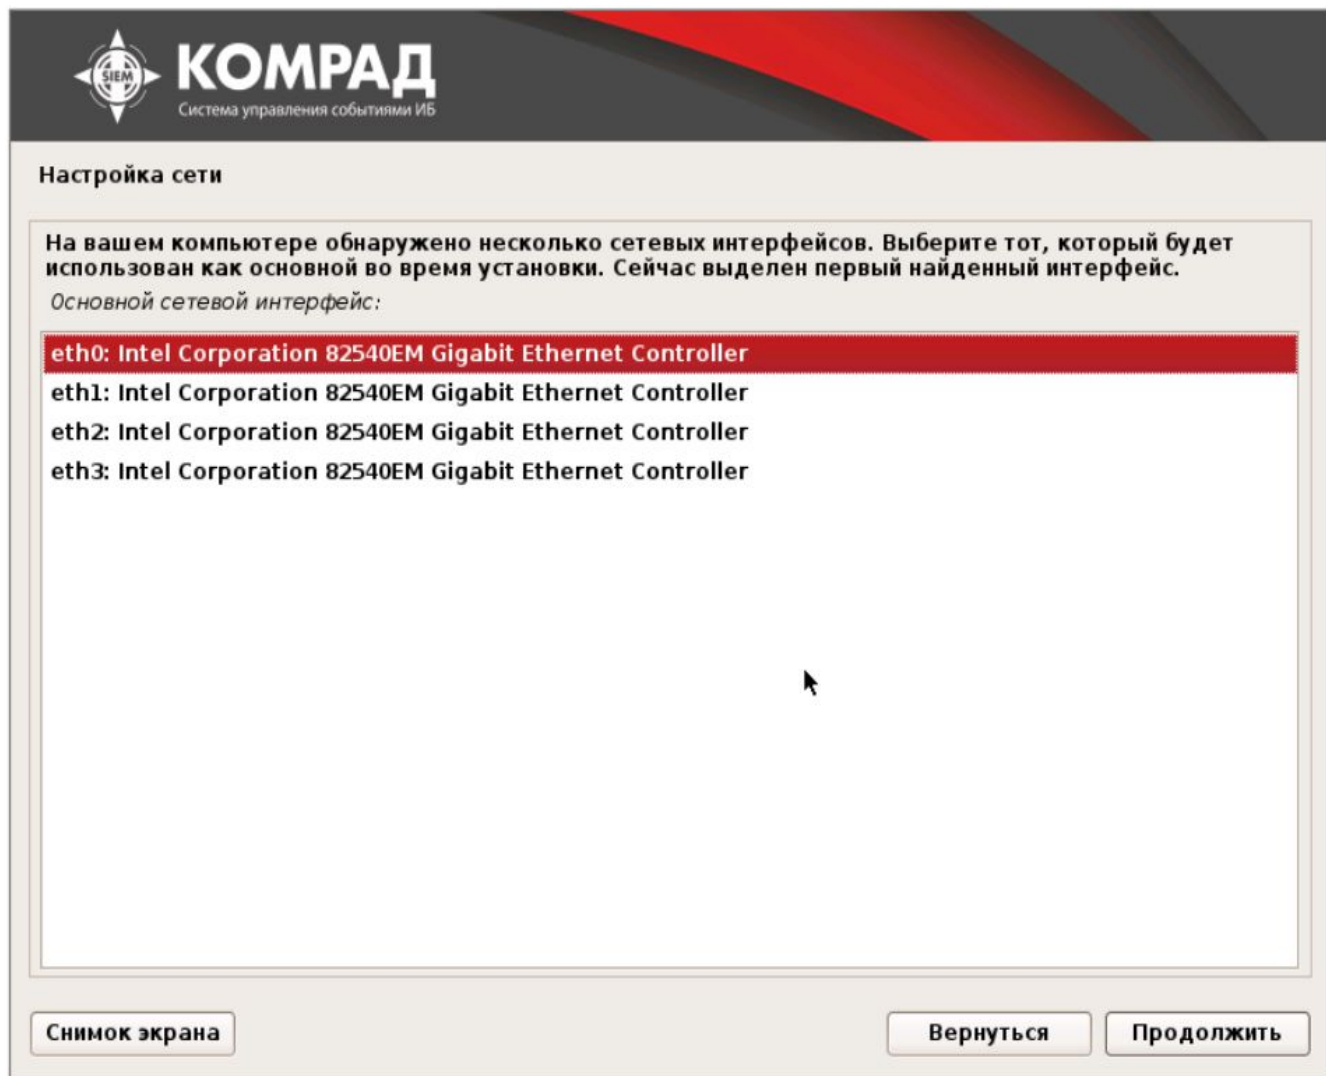 SIEM
КОМРАД
Система управления событиями ИБ
Настройка сети
На вашем компьютере обнаружено несколько сетевых интерфейсов. Выберите тот, который будет
использован как основной во время установки. Сейчас выделен первый найденный интерфейс.
Основной сетевой интерфейс:
eth0: Intel Corporation 82540EM Gigabit Ethernet Controller
eth1: Intel Corporation 82540EM Gigabit Ethernet Controller
eth2: Intel Corporation 82540EM Gigabit Ethernet Controller
eth3: Intel Corporation 82540EM Gigabit Ethernet Controller
Снимок экрана
Вернуться
Продолжить